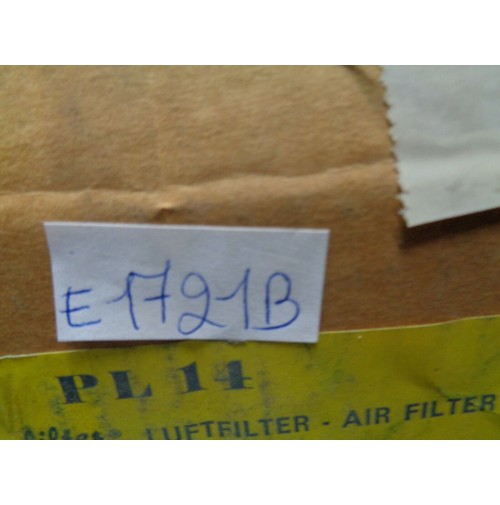 E1721B
PL 14
LUFTFILTER - AIR FILTER